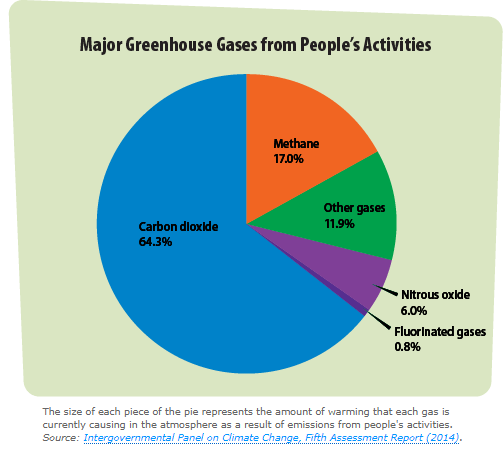 Major Greenhouse Gases from People's Activities
Methane
17.0%
Other gases
11.9%
Carbon dioxide
64.3%
Nitrous oxide
6.0%
Fluorinated gases
0.8%
The size of each piece of the pie represents the amount of warming that each gas is
currently causing in the atmosphere as a result of emissions from people's activities.
Source: Intergovernmental Panel on Climate Change, Fifth Assessment Report (2014).